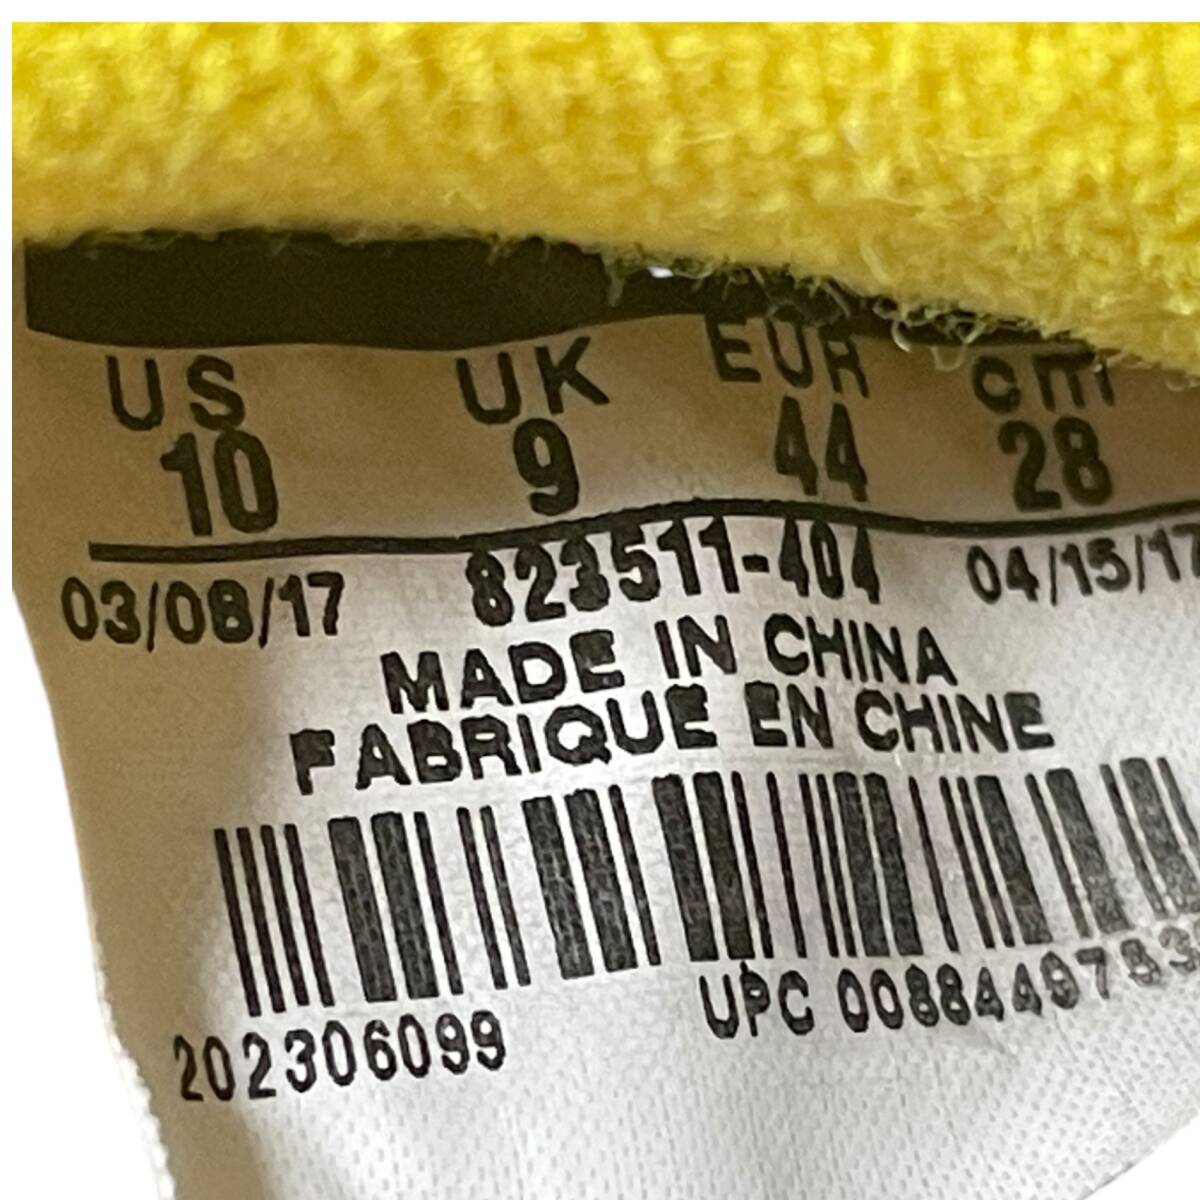 US UK EUR cm
10 9 44 28
03/08/17 823511-404 04/15/17
MADE IN CHINA
FABRIQUE EN CHINE
202306099
UPC 0088449783